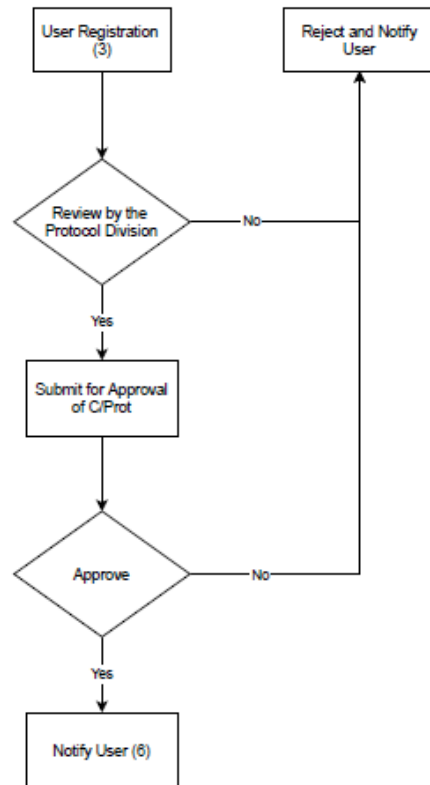 User Registration
(3)
Reject and Notify
User
Review by the
Protocol Division
No
Yes
Submit for Approval
of C/Prot
Approve
No
Yes
Notify User (6)